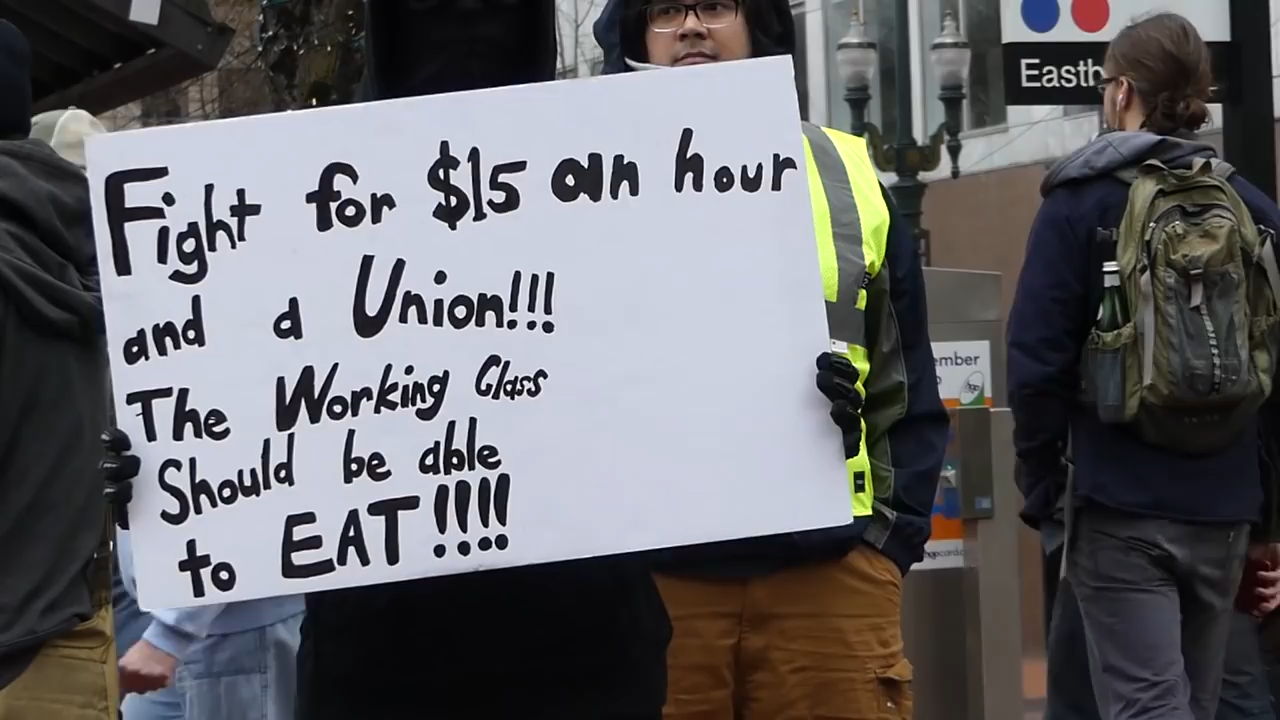 Fight for $15 an hour
and a Union!!!
The Working Class
Should be able
to EAT!!!!